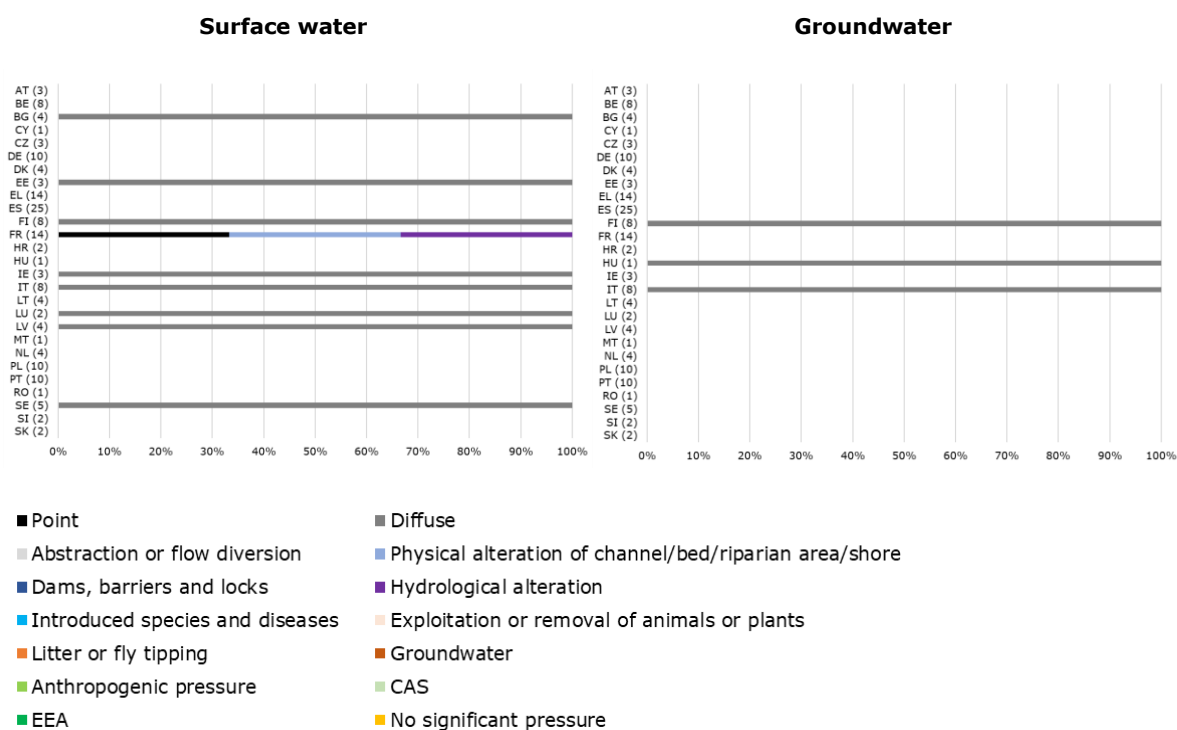 Surface water
Groundwater
AT (3)
BE (8)
BG (4)
CY (1)
CZ (3)
DE (10)
DK (4)
EE (3)
EL (14)
ES (25)
FI (8)
FR (14)
HR (2)
HU (1)
IE (3)
IT (8)
LT (4)
LU (2)
LV (4)
MT (1)
NL (4)
PL (10)
PT (10)
RO (1)
SE (5)
SI (2)
SK (2)
0% 10% 20% 30% 40% 50% 60% 70% 80% 90% 100%
AT (3)
BE (8)
BG (4)
CY (1)
CZ (3)
DE (10)
DK (4)
EE (3)
EL (14)
ES (25)
FI (8)
FR (14)
HR (2)
HU (1)
IE (3)
IT (8)
LT (4)
LU (2)
LV (4)
MT (1)
NL (4)
PL (10)
PT (10)
RO (1)
SE (5)
SI (2)
SK (2)
0% 10% 20% 30% 40% 50% 60% 70% 80% 90% 100%
Point
Diffuse
Abstraction or flow diversion
Physical alteration of channel/bed/riparian area/shore
Dams, barriers and locks
Hydrological alteration
Introduced species and diseases
Exploitation or removal of animals or plants
Litter or fly tipping
Groundwater
Anthropogenic pressure
CAS
EEA
No significant pressure